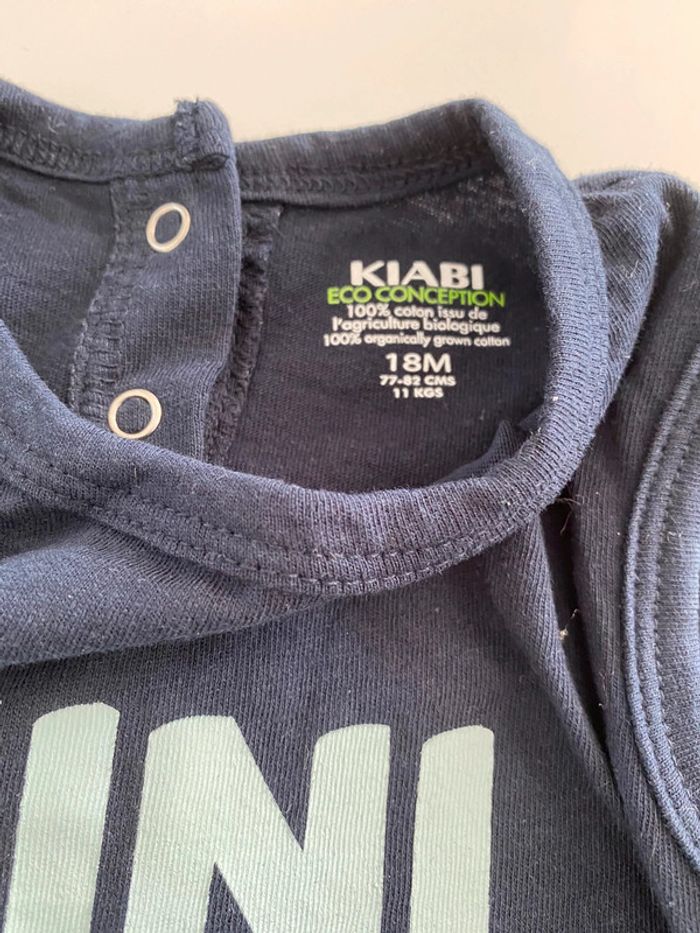 KIABI
ECO CONCEPTION
100% coton issu de
l'agriculture biologique
100% organically grown cotton
18M
77-82 CMS
11 KGS
INI